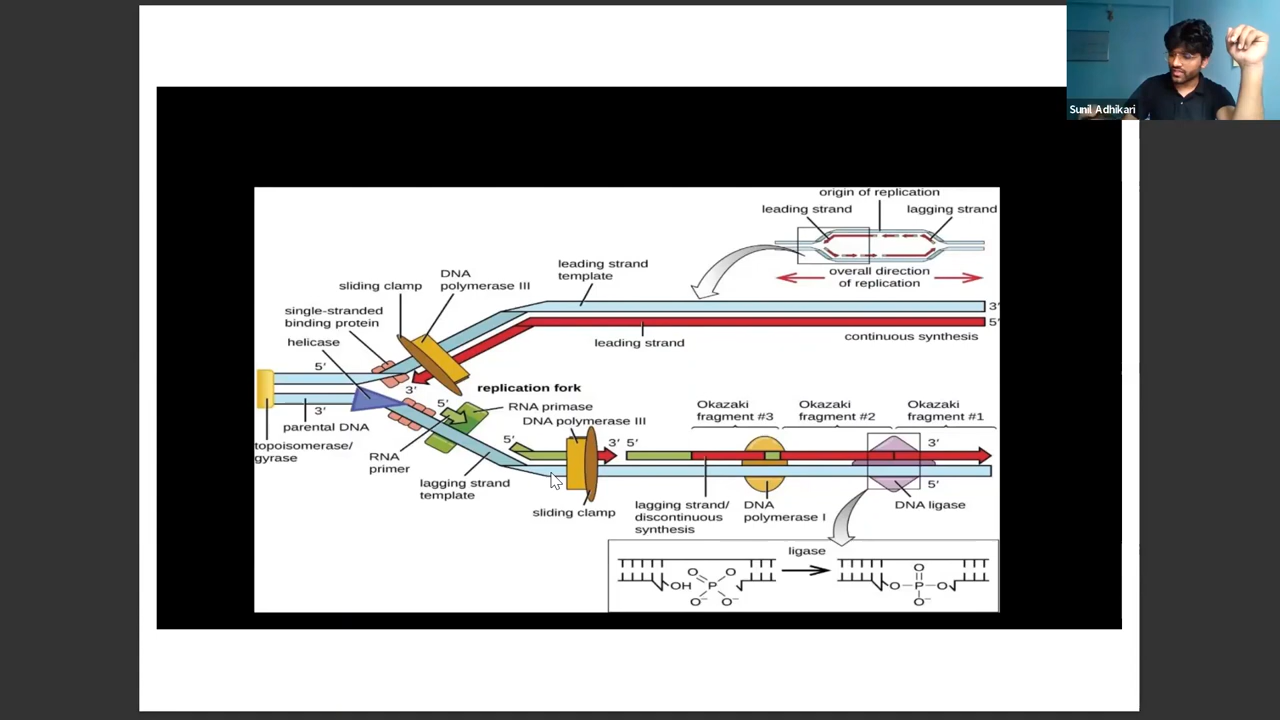 Sunil Adhikari
origin of replication
leading strand
lagging strand
overall direction
of replication
leading strand
template
DNA
polymerase III
sliding clamp
single-stranded
binding protein
helicase
3'
5'
continuous synthesis
leading strand
5'
3'
replication fork
3'
parental DNA
topoisomerase/
gyrase
RNA
primer
5'
RNA primase
DNA polymerase III
5'
3'
5'
lagging strand
template
sliding clamp
Okazaki
fragment #3
Okazaki
fragment #2
Okazaki
fragment #1
3'
5'
lagging strand/
discontinuous
synthesis
DNA
polymerase I
DNA ligase
ligase
OH
O
O
P
O⁻
O⁻
O
O–P–O
O⁻